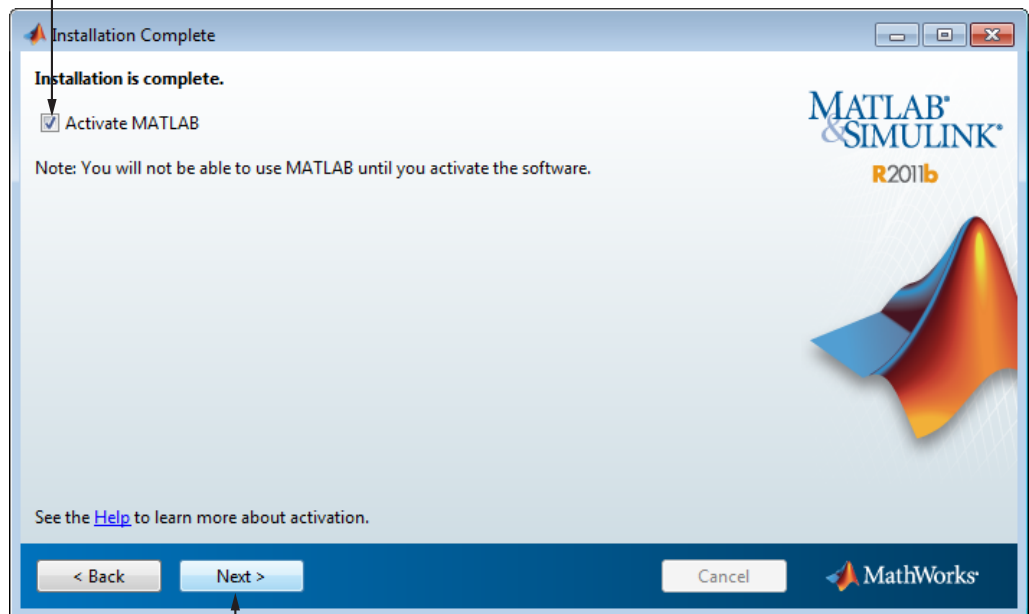 Installation Complete
Installation is complete.
Activate MATLAB
Note: You will not be able to use MATLAB until you activate the software.
MATLAB®
&SIMULINK®
R2011b
See the Help to learn more about activation.
< Back
Next >
Cancel
MathWorks®